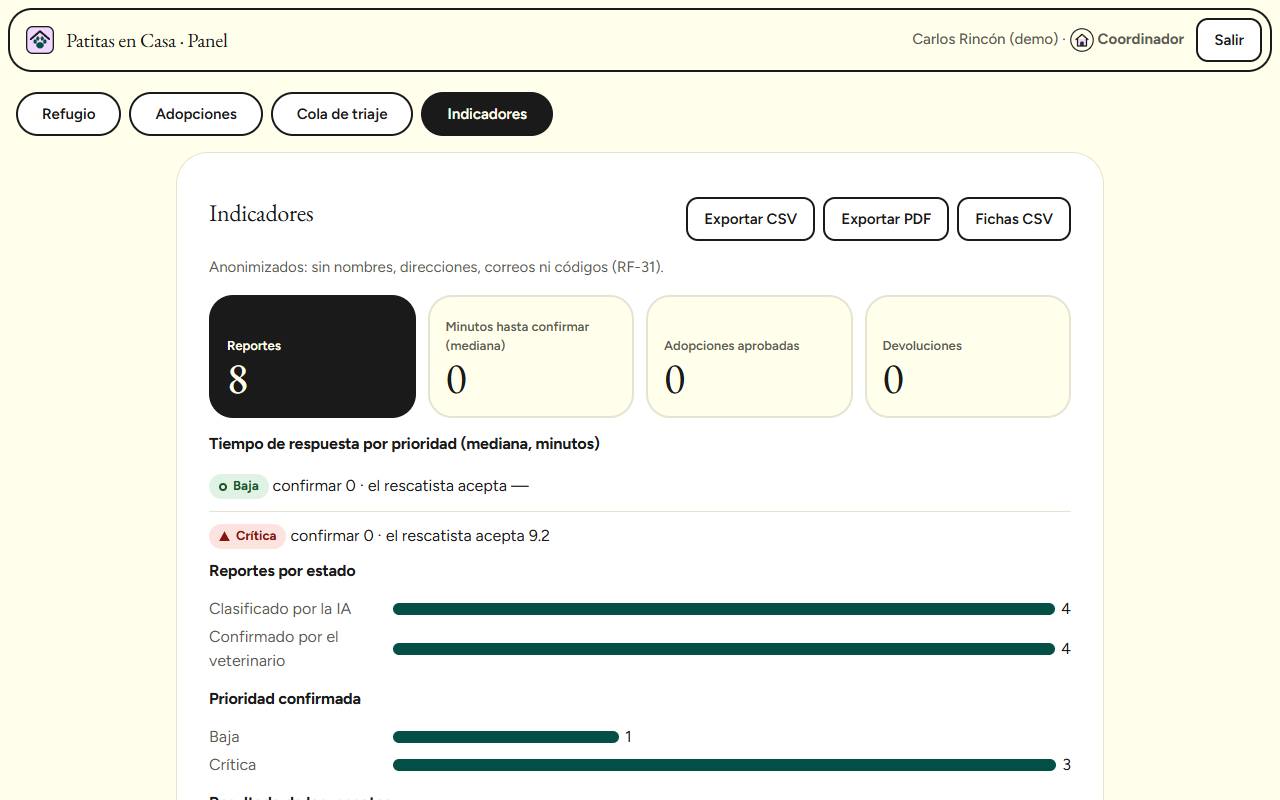 Patitas en Casa · Panel
Carlos Rincón (demo) · Coordinador
Salir
Refugio
Adopciones
Cola de triaje
Indicadores
Indicadores
Exportar CSV
Exportar PDF
Fichas CSV
Anonimizados: sin nombres, direcciones, correos ni códigos (RF-31).
Reportes
8
Minutos hasta confirmar
(mediana)
0
Adopciones aprobadas
0
Devoluciones
0
Tiempo de respuesta por prioridad (mediana, minutos)
Baja confirmar 0 · el rescatista acepta —
Crítica confirmar 0 · el rescatista acepta 9.2
Reportes por estado
Clasificado por la IA 4
Confirmado por el
veterinario 4
Prioridad confirmada
Baja 1
Crítica 3